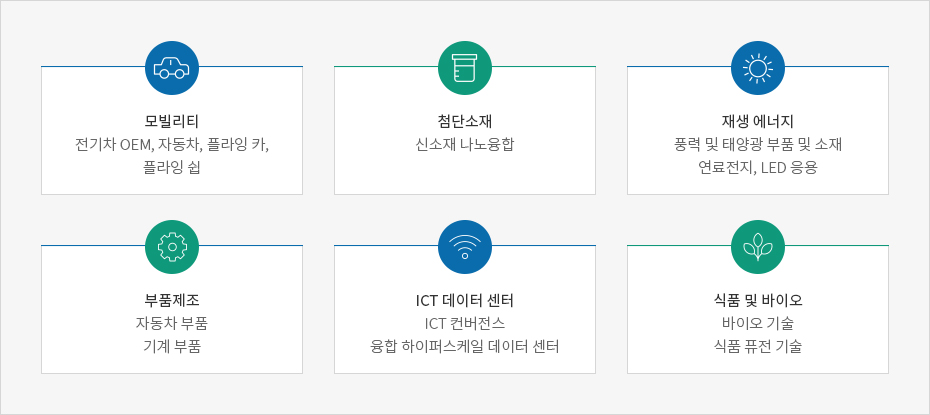 모빌리티
전기차 OEM, 자동차, 플라잉 카,
플라잉 쉽
첨단소재
신소재 나노융합
재생 에너지
풍력 및 태양광 부품 및 소재
연료전지, LED 응용
부품제조
자동차 부품
기계 부품
ICT 데이터 센터
ICT 컨버전스
융합 하이퍼스케일 데이터 센터
식품 및 바이오
바이오 기술
식품 퓨전 기술